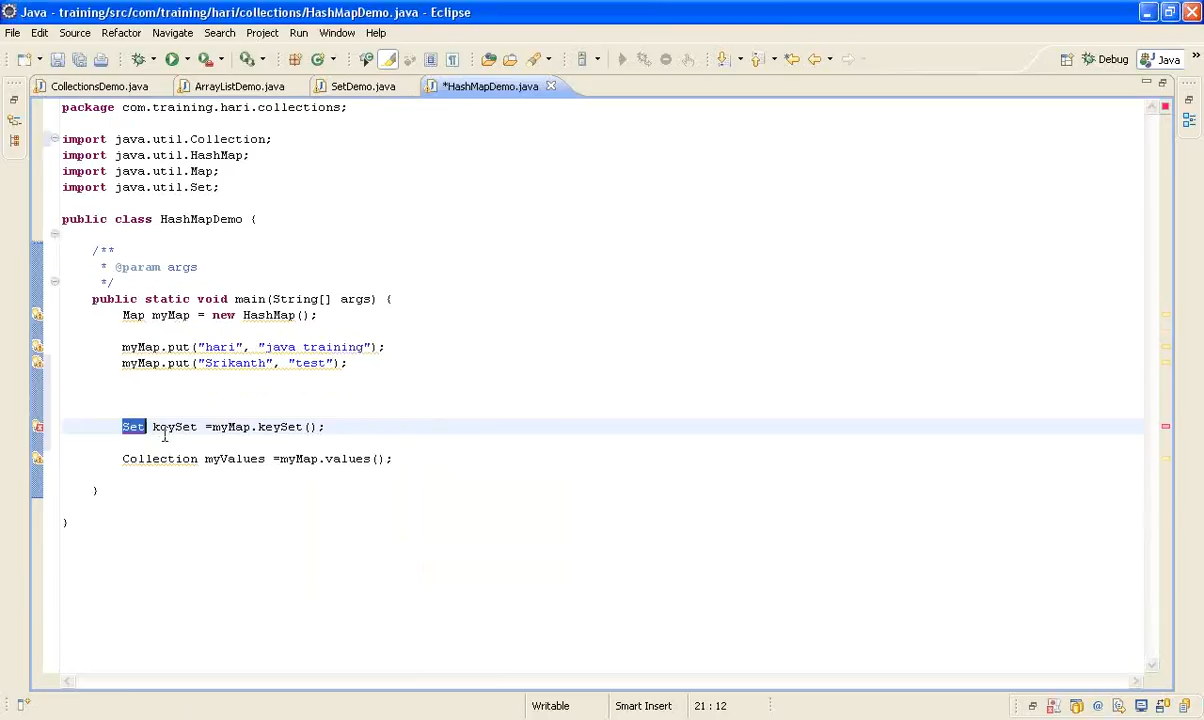 Java - training/src/com/training/hari/collections/HashMapDemo.java - Eclipse
File Edit Source Refactor Navigate Search Project Run Window Help
Debug Java
CollectionsDemo.java ArrayListDemo.java SetDemo.java *HashMapDemo.java
package com.training.hari.collections;
import java.util.Collection;
import java.util.HashMap;
import java.util.Map;
import java.util.Set;
public class HashMapDemo {
/**
* @param args
*/
public static void main(String[] args) {
Map myMap = new HashMap();
myMap.put("hari", "java training");
myMap.put("Srikanth", "test");
Set keySet =myMap.keySet();
Collection myValues =myMap.values();
}
}
Writable Smart Insert 21 : 12